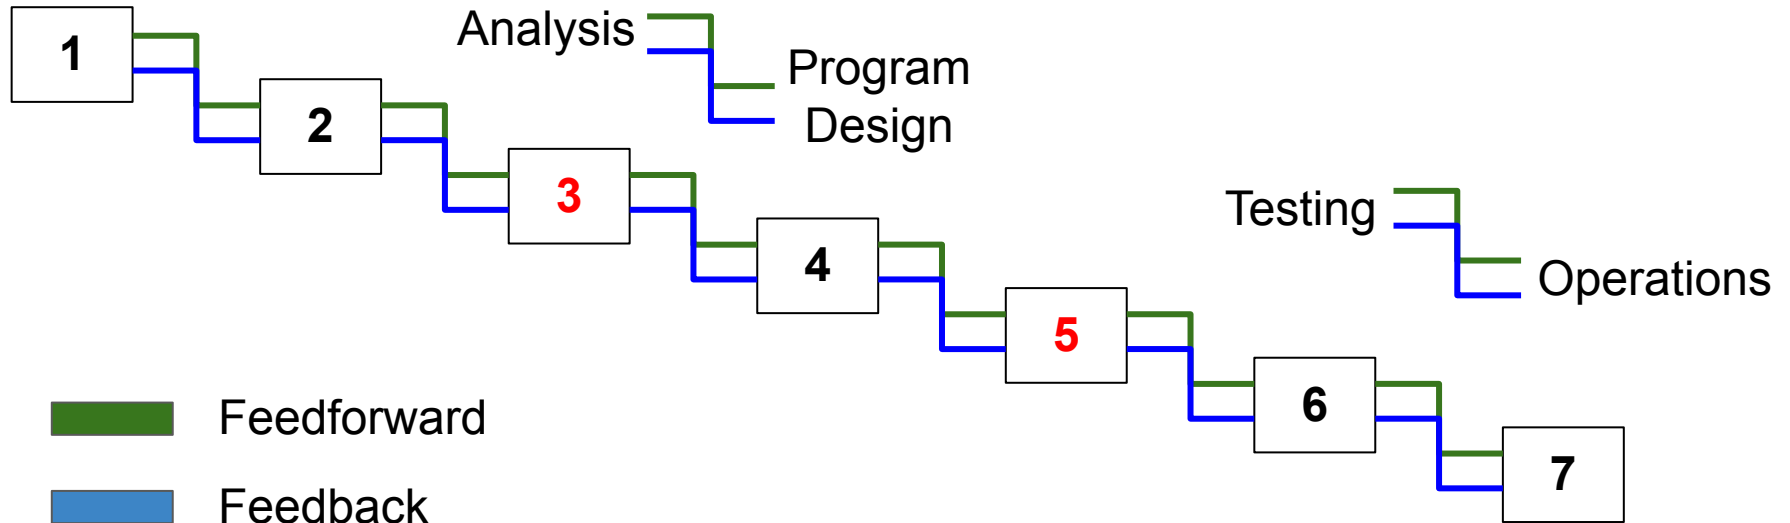 1
Analysis
Program
Design
2
3
Testing
4
Operations
5
Feedforward
6
7
Feedback